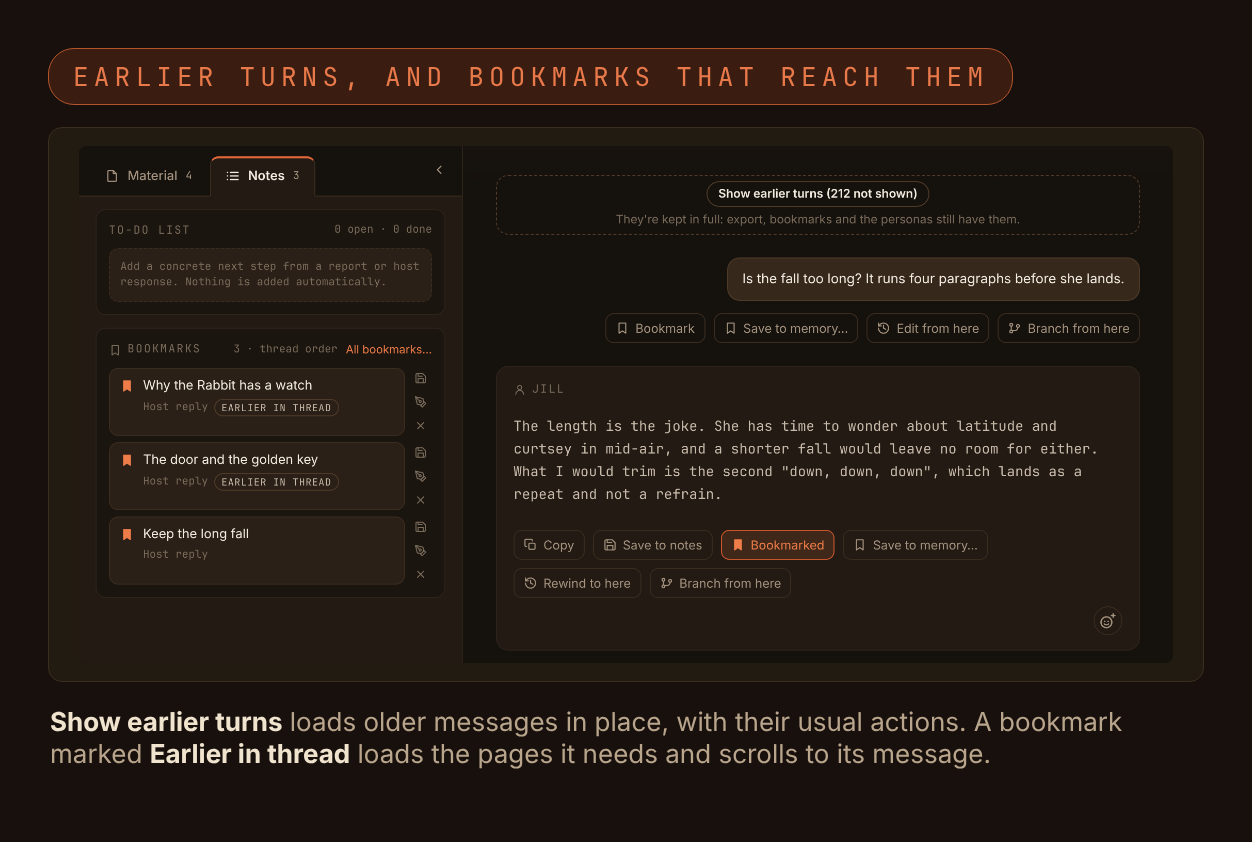 EARLIER TURNS, AND BOOKMARKS THAT REACH THEM
Material 4
Notes 3
TO-DO LIST
0 open · 0 done
Add a concrete next step from a report or host
response. Nothing is added automatically.
BOOKMARKS
3 · thread order
All bookmarks...
Why the Rabbit has a watch
Host reply
EARLIER IN THREAD
The door and the golden key
Host reply
EARLIER IN THREAD
Keep the long fall
Host reply
Show earlier turns (212 not shown)
They're kept in full: export, bookmarks and the personas still have them.
Is the fall too long? It runs four paragraphs before she lands.
Bookmark
Save to memory...
Edit from here
Branch from here
JILL
The length is the joke. She has time to wonder about latitude and
curtsey in mid-air, and a shorter fall would leave no room for either.
What I would trim is the second "down, down, down", which lands as a
repeat and not a refrain.
Copy
Save to notes
Bookmarked
Save to memory...
Rewind to here
Branch from here
Show earlier turns loads older messages in place, with their usual actions. A bookmark
marked Earlier in thread loads the pages it needs and scrolls to its message.